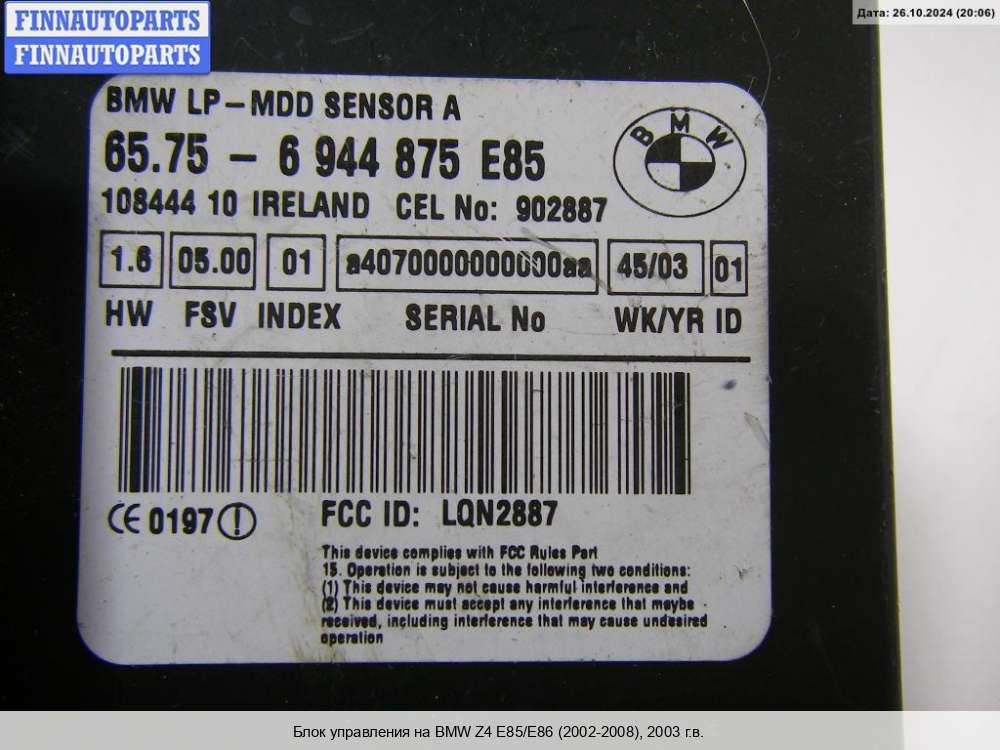 FINNAUTOPARTS
FINNAUTOPARTS
Дата: 26.10.2024 (20:06)
BMW LP-MDD SENSOR A
65.75 - 6 944 875 E85
BMW
108444 10 IRELAND CEL No: 902887
1.6 05.00 01 a4070000000000aa 45/03 01
HW FSV INDEX SERIAL No WK/YR ID
CE 0197
FCC ID: LQN2887
This device complies with FCC Rules Part
15. Operation is subject to the following two conditions:
(1) This device may not cause harmful interference and
(2) This device must accept any interference that maybe
received, including interference that may cause undesired
operation
Блок управления на BMW Z4 E85/E86 (2002-2008), 2003 г.в.